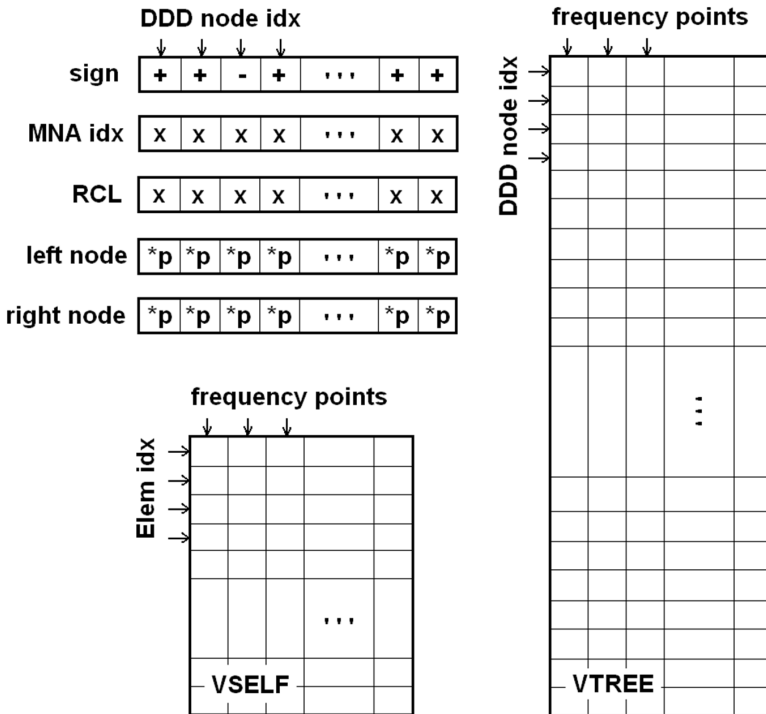 DDD node idx
sign + + - + ''' + +
MNA idx x x x x ''' x x
RCL x x x x ''' x x
left node *p *p *p *p ''' *p *p
right node *p *p *p *p ''' *p *p
frequency points
Elem idx
'''
VSELF
frequency points
DDD node idx
'''
VTREE